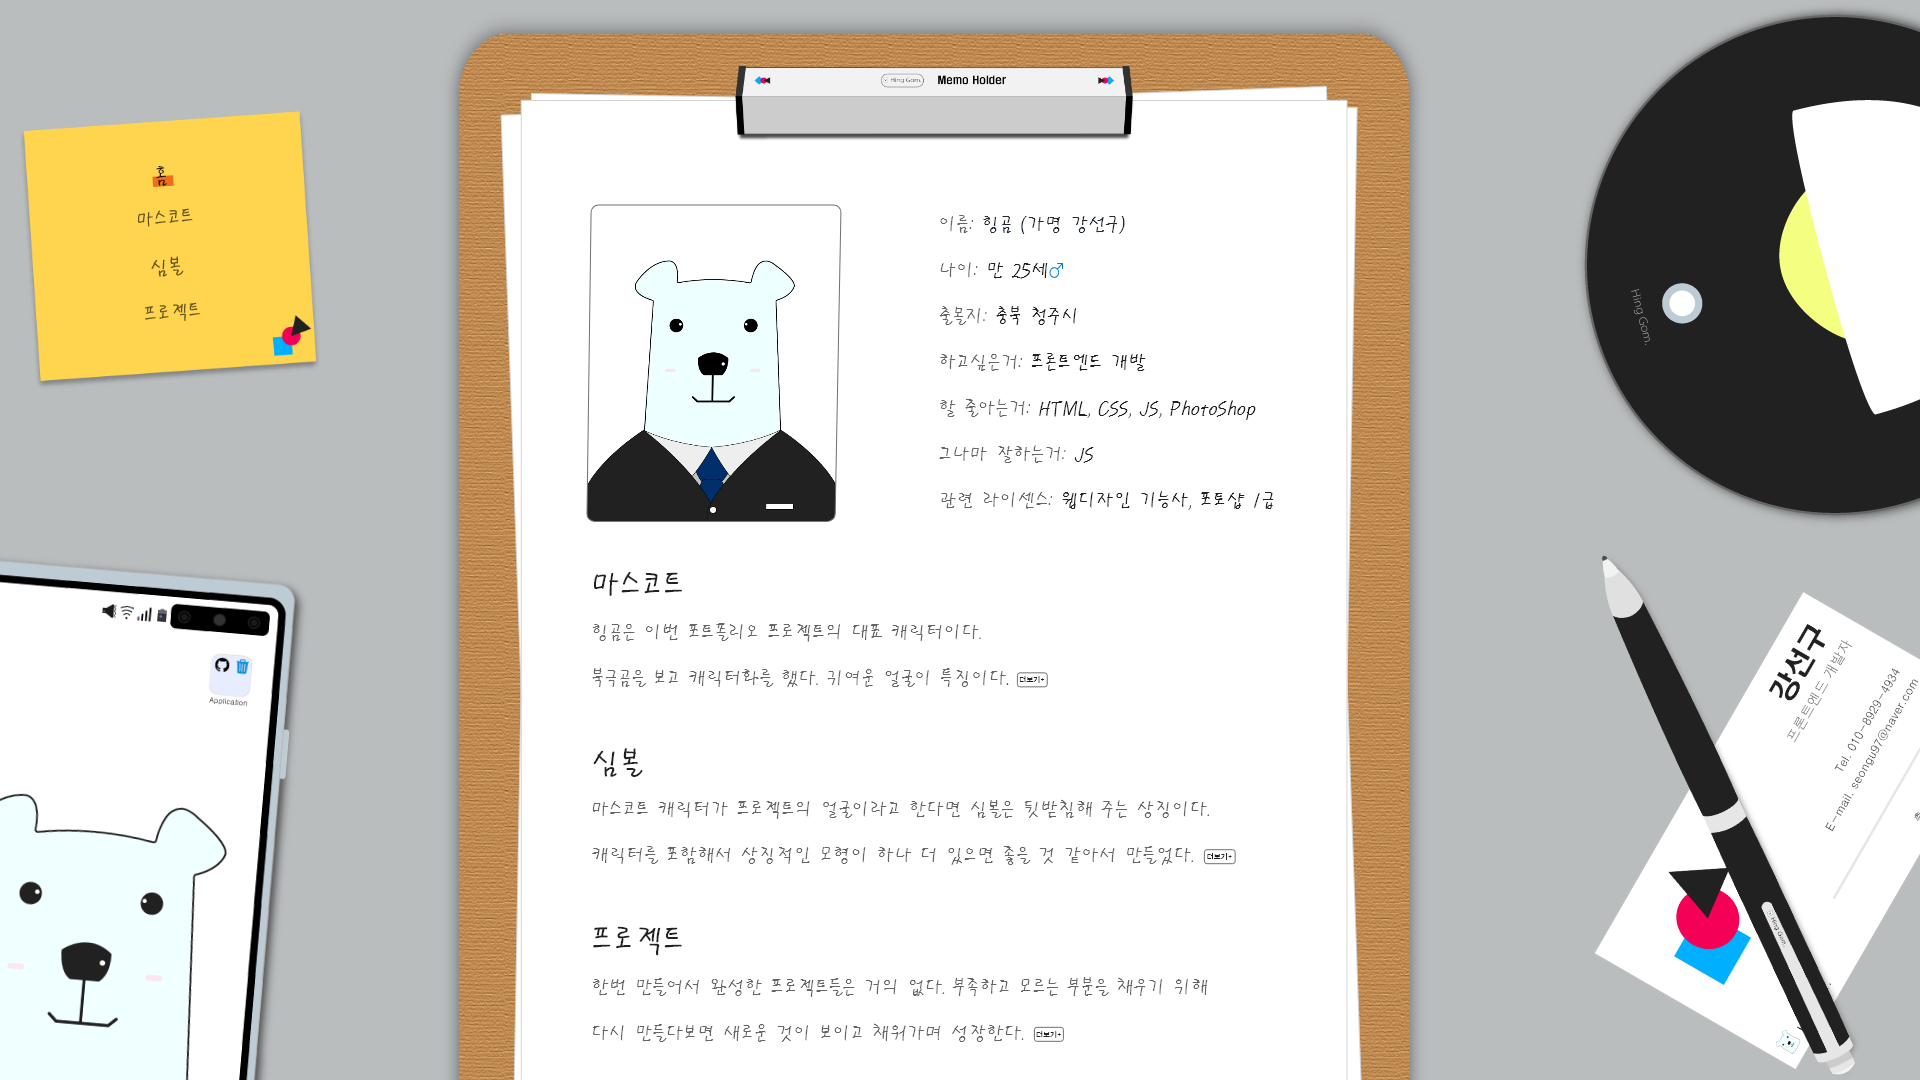 홈
마스코트
심볼
프로젝트
Application
Hing Gom.
Memo Holder
이름: 힝곰 (가명 강선구)
나이: 만 25세♂
출몰지: 충북 청주시
하고싶은거: 프론트엔드 개발
할 줄아는거: HTML, CSS, JS, PhotoShop
그나마 잘하는거: JS
관련 라이센스: 웹디자인 기능사, 포토샵 1급
마스코트
힝곰은 이번 포트폴리오 프로젝트의 대표 캐릭터이다.
북극곰을 보고 캐릭터화를 했다. 귀여운 얼굴이 특징이다. 더보기+
심볼
마스코트 캐릭터가 프로젝트의 얼굴이라고 한다면 심볼은 뒷받침해 주는 상징이다.
캐릭터를 포함해서 상징적인 모형이 하나 더 있으면 좋을 것 같아서 만들었다. 더보기+
프로젝트
한번 만들어서 완성한 프로젝트들은 거의 없다. 부족하고 모르는 부분을 채우기 위해
다시 만들다보면 새로운 것이 보이고 채워가며 성장한다. 더보기+
Hing Gom.
강선구
프론트엔드 개발자
Tel. 010-8929-4934
E-mail. seongu97@naver.com
Hing Gom.